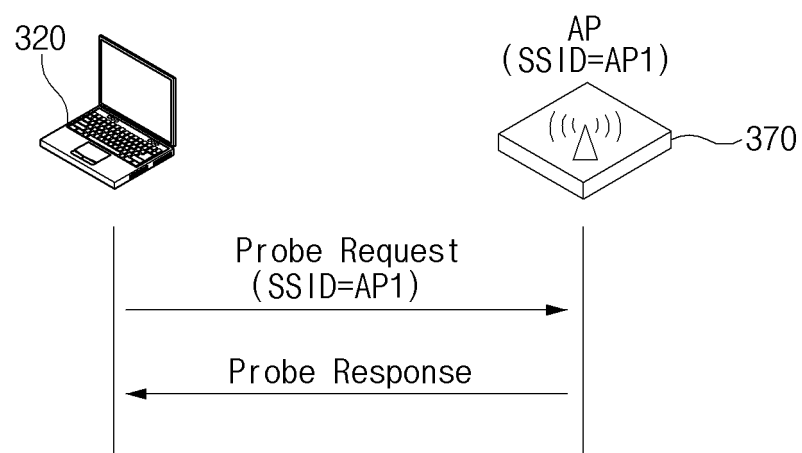 320
AP
(SSID=AP1)
370
Probe Request
(SSID=AP1)
Probe Response